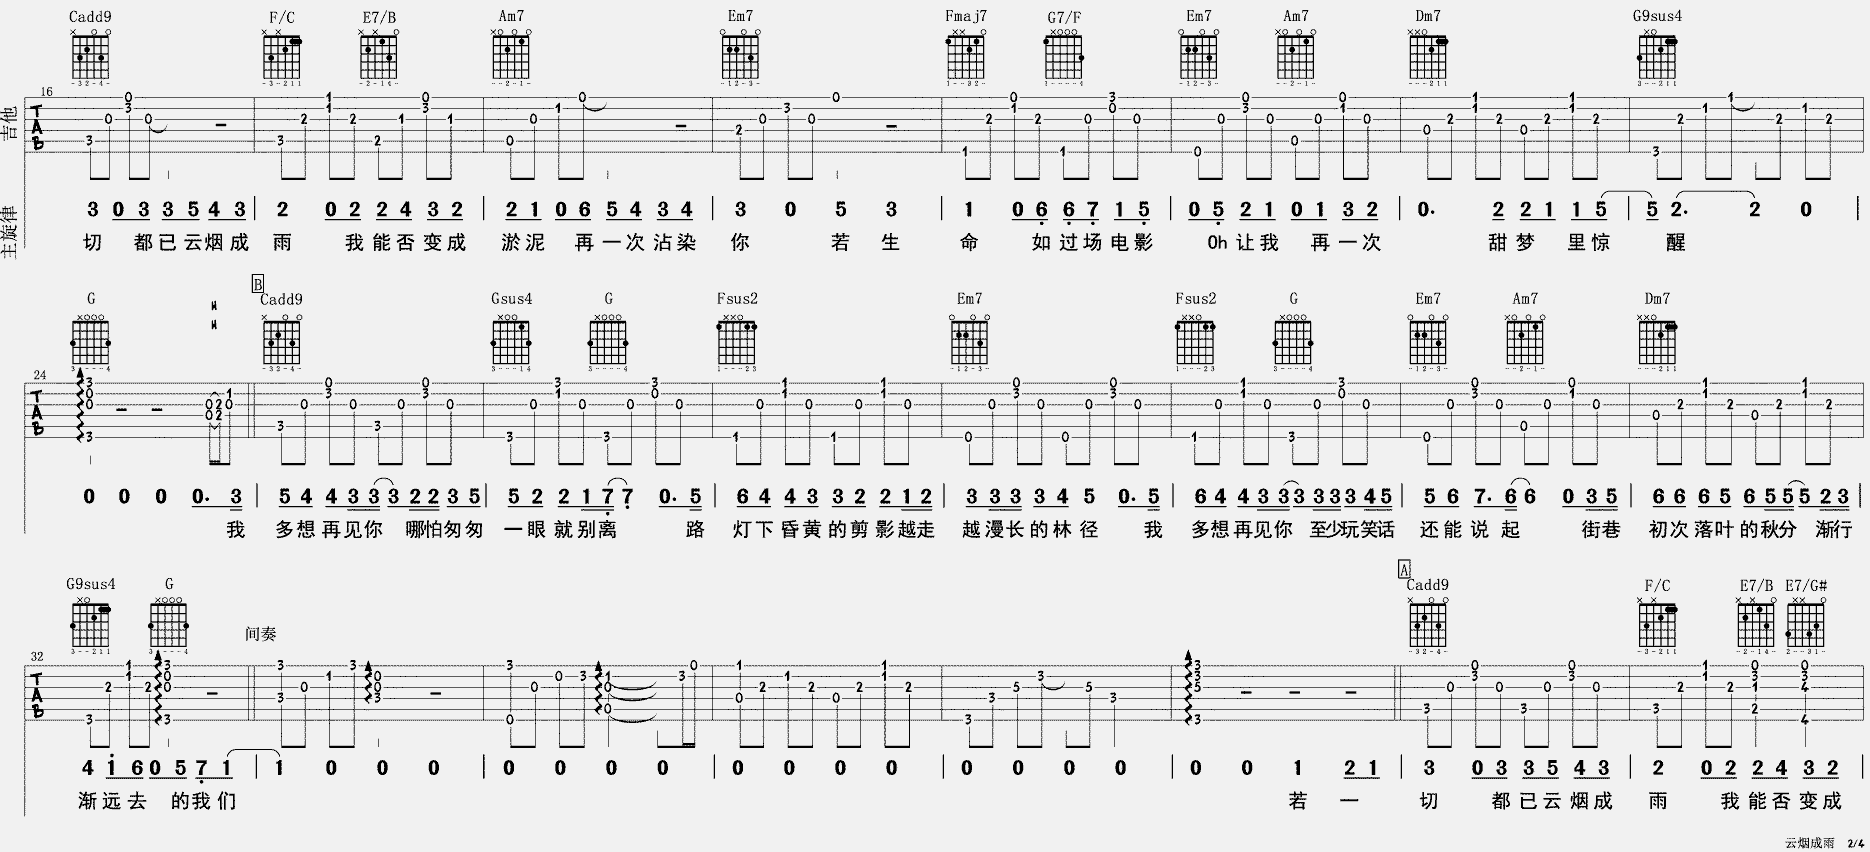 Cadd9 F/C E7/B Am7 Em7 Fmaj7 G7/F Em7 Am7 Dm7 G9sus4
16
吉他
主旋律
3 0 3 3 5 4 3 | 2 0 2 2 4 3 2 | 2 1 0 6 5 4 3 4 | 3 0 5 3 | 1 0 6 6 7 1 5 | 0 5 2 1 0 1 3 2 | 0. 2 2 1 1 5 | 5 2. 2 0 |
切 都已云烟成 雨 我能否变成 淤泥 再一次沾染 你 若 生 命 如过场电影 Oh让我 再一次 甜梦 里惊 醒
G B Cadd9 Gsus4 G Fsus2 Em7 Fsus2 G Em7 Am7 Dm7
24
0 0 0 0. 3 | 5 4 4 3 3 3 2 2 3 5 | 5 2 2 1 7 7 0. 5 | 6 4 4 3 3 2 2 1 2 | 3 3 3 3 4 5 0. 5 | 6 4 4 3 3 3 3 3 3 4 5 | 5 6 7. 6 6 0 3 5 | 6 6 6 5 6 5 5 5 2 3 |
我 多想再见你 哪怕匆匆 一眼就别离 路 灯下昏黄的剪影越走 越漫长的林径 我 多想再见你 至少玩笑话 还能说起 街巷 初次落叶的秋分 渐行
G9sus4 G 间奏 A Cadd9 F/C E7/B E7/G#
32
4 1 6 0 5 7 1 | 1 0 0 0 | 0 0 0 0 | 0 0 0 0 | 0 0 0 0 | 0 0 1 2 1 | 3 0 3 3 5 4 3 | 2 0 2 2 4 3 2 |
渐远去 的我们 若 一 切 都已云烟成 雨 我能否变成
云烟成雨 2/4